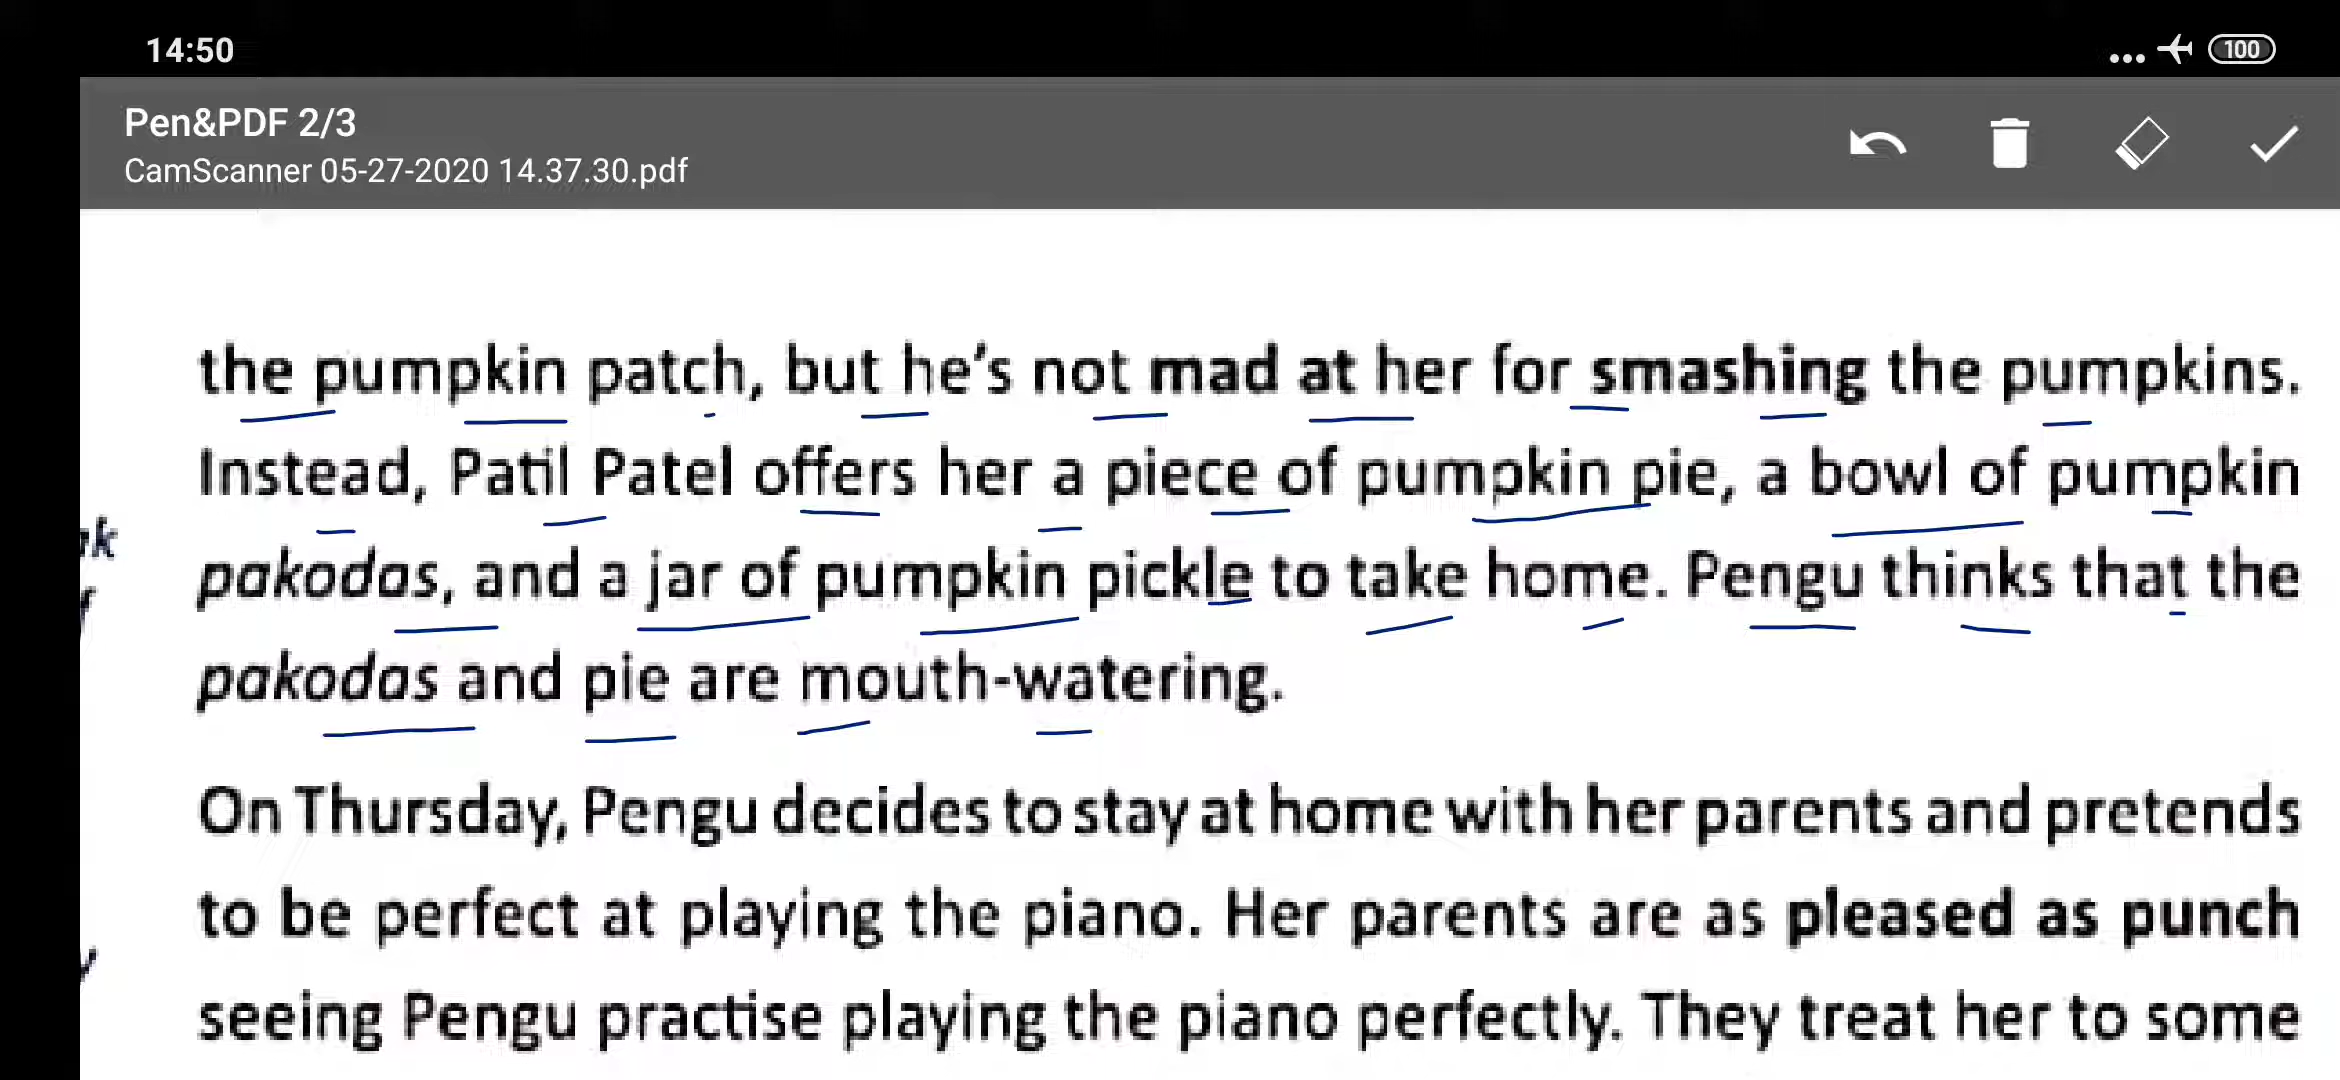 14:50
100
Pen&PDF 2/3
CamScanner 05-27-2020 14.37.30.pdf
the pumpkin patch, but he's not mad at her for smashing the pumpkins.
Instead, Patil Patel offers her a piece of pumpkin pie, a bowl of pumpkin
pakodas, and a jar of pumpkin pickle to take home. Pengu thinks that the
pakodas and pie are mouth-watering.
On Thursday, Pengu decides to stay at home with her parents and pretends
to be perfect at playing the piano. Her parents are as pleased as punch
seeing Pengu practise playing the piano perfectly. They treat her to some